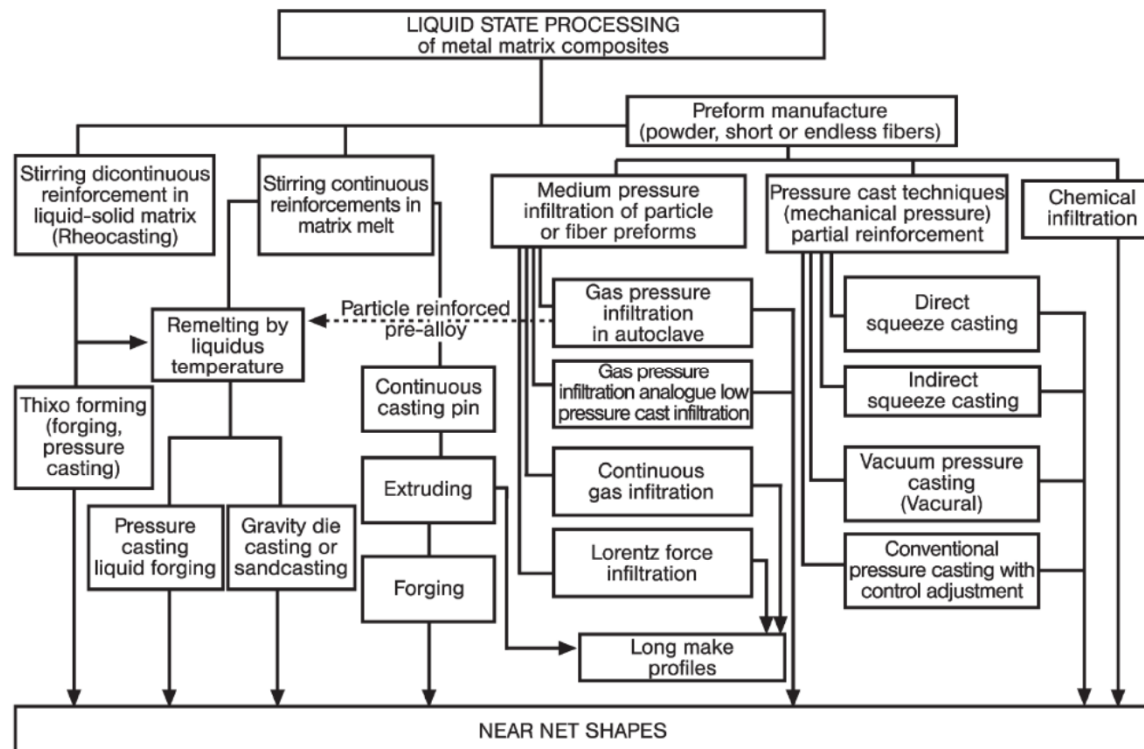 LIQUID STATE PROCESSING
of metal matrix composites
Preform manufacture
(powder, short or endless fibers)
Stirring dicontinuous
reinforcement in
liquid-solid matrix
(Rheocasting)
Stirring continuous
reinforcements in
matrix melt
Medium pressure
infiltration of particle
or fiber preforms
Pressure cast techniques
(mechanical pressure)
partial reinforcement
Chemical
infiltration
Particle reinforced
pre-alloy
Remelting by
liquidus
temperature
Gas pressure
infiltration
in autoclave
Direct
squeeze casting
Thixo forming
(forging,
pressure
casting)
Continuous
casting pin
Gas pressure
infiltration analogue low
pressure cast infiltration
Indirect
squeeze casting
Extruding
Continuous
gas infitration
Vacuum pressure
casting
(Vacural)
Pressure
casting
liquid forging
Gravity die
casting or
sandcasting
Forging
Lorentz force
infiltration
Conventional
pressure casting with
control adjustment
Long make
profiles
NEAR NET SHAPES